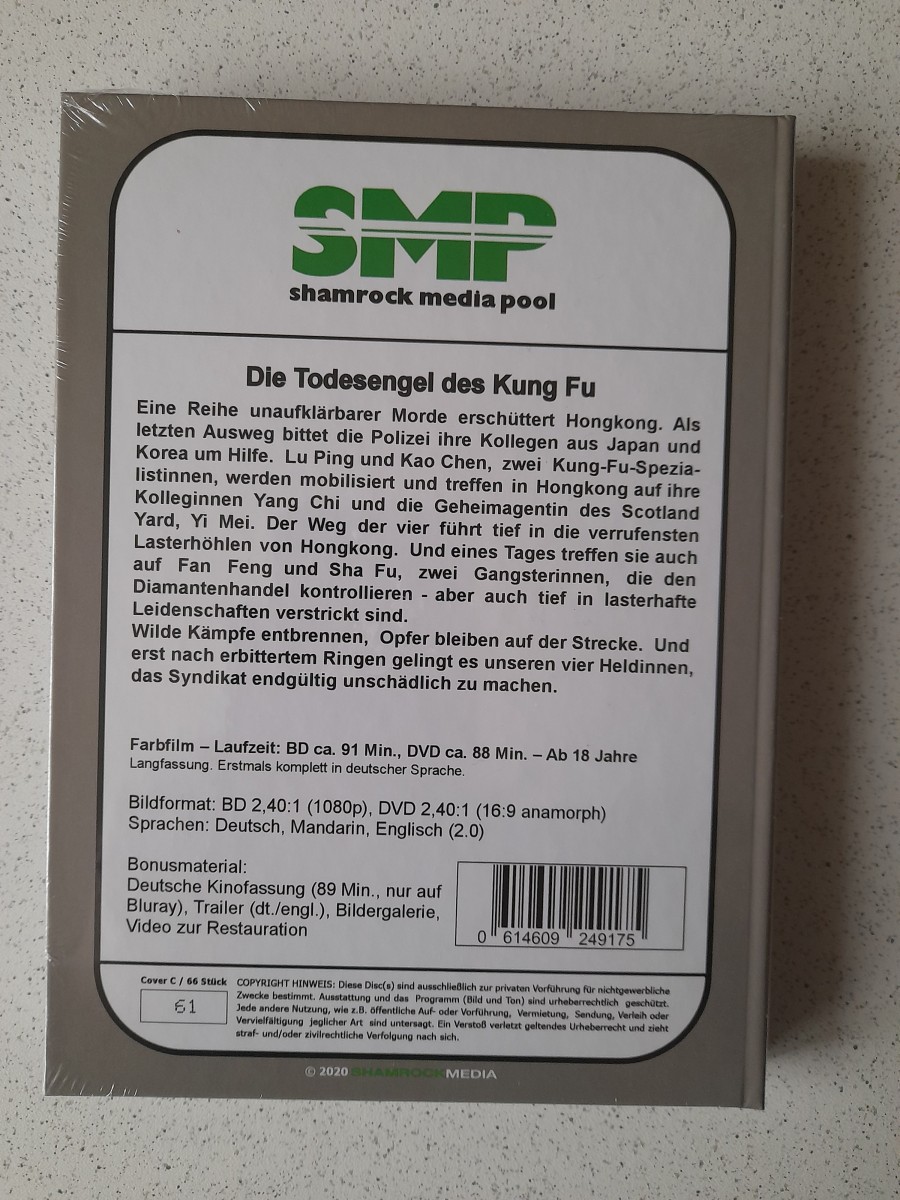 SMP
shamrock media pool
Die Todesengel des Kung Fu
Eine Reihe unaufklärbarer Morde erschüttert Hongkong. Als
letzten Ausweg bittet die Polizei ihre Kollegen aus Japan und
Korea um Hilfe. Lu Ping und Kao Chen, zwei Kung-Fu-Spezia-
listinnen, werden mobilisiert und treffen in Hongkong auf ihre
Kolleginnen Yang Chi und die Geheimagentin des Scotland
Yard, Yi Mei. Der Weg der vier führt tief in die verrufensten
Lasterhöhlen von Hongkong. Und eines Tages treffen sie auch
auf Fan Feng und Sha Fu, zwei Gangsterinnen, die den
Diamantenhandel kontrollieren - aber auch tief in lasterhafte
Leidenschaften verstrickt sind.
Wilde Kämpfe entbrennen, Opfer bleiben auf der Strecke. Und
erst nach erbittertem Ringen gelingt es unseren vier Heldinnen,
das Syndikat endgültig unschädlich zu machen.
Farbfilm – Laufzeit: BD ca. 91 Min., DVD ca. 88 Min. – Ab 18 Jahre
Langfassung. Erstmals komplett in deutscher Sprache.
Bildformat: BD 2,40:1 (1080p), DVD 2,40:1 (16:9 anamorph)
Sprachen: Deutsch, Mandarin, Englisch (2.0)
Bonusmaterial:
Deutsche Kinofassung (89 Min., nur auf
Bluray), Trailer (dt./engl.), Bildergalerie,
Video zur Restauration
0 614609 249175
Cover C / 66 Stück
61
COPYRIGHT HINWEIS: Diese Disc(s) sind ausschließlich zur privaten Vorführung für nichtgewerbliche
Zwecke bestimmt. Ausstattung und das Programm (Bild und Ton) sind urheberrechtlich geschützt.
Jede andere Nutzung, wie z.B. öffentliche Auf- oder Vorführung, Vermietung, Sendung, Verleih oder
Vervielfältigung jeglicher Art sind untersagt. Ein Verstoß verletzt geltendes Urheberrecht und zieht
straf- und/oder zivilrechtliche Verfolgung nach sich.
© 2020 SHAMROCKMEDIA